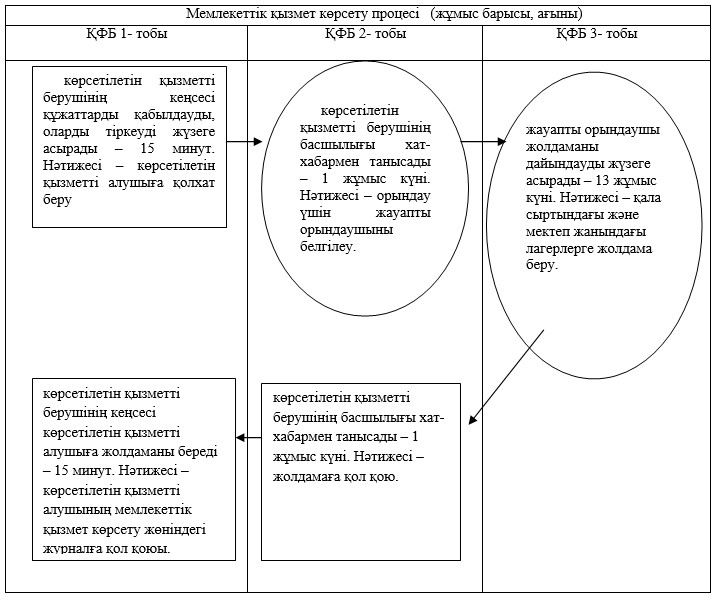 Мемлекеттік қызмет көрсету процесі (жұмыс барысы, ағыны)
ҚФБ 1- тобы
ҚФБ 2- тобы
ҚФБ 3- тобы
көрсетілетін қызметті
берушінің кеңсесі
құжаттарды қабылдауды,
оларды тіркеуді жүзеге
асырады – 15 минут.
Нәтижесі – көрсетілетін
қызметті алушыға қолхат
беру
көрсетілетін
қызметті берушінің
басшылығы хат-
хабармен танысады
– 1 жұмыс күні.
Нәтижесі – орындау
үшін жауапты
орындаушыны
белгілеу.
жауапты орындаушы
жолдаманы
дайындауды жүзеге
асырады – 13 жұмыс
күні. Нәтижесі – қала
сыртындағы және
мектеп жанындағы
лагерлерге жолдама
беру.
көрсетілетін қызметті
берушінің кеңсесі
көрсетілетін қызметті
алушыға жолдаманы береді
– 15 минут. Нәтижесі –
көрсетілетін қызметті
алушының мемлекеттік
қызмет көрсету жөніндегі
журналға қол қоюы.
көрсетілетін қызметті
берушінің басшылығы хат-
хабармен танысады – 1
жұмыс күні. Нәтижесі –
жолдамаға қол қою.